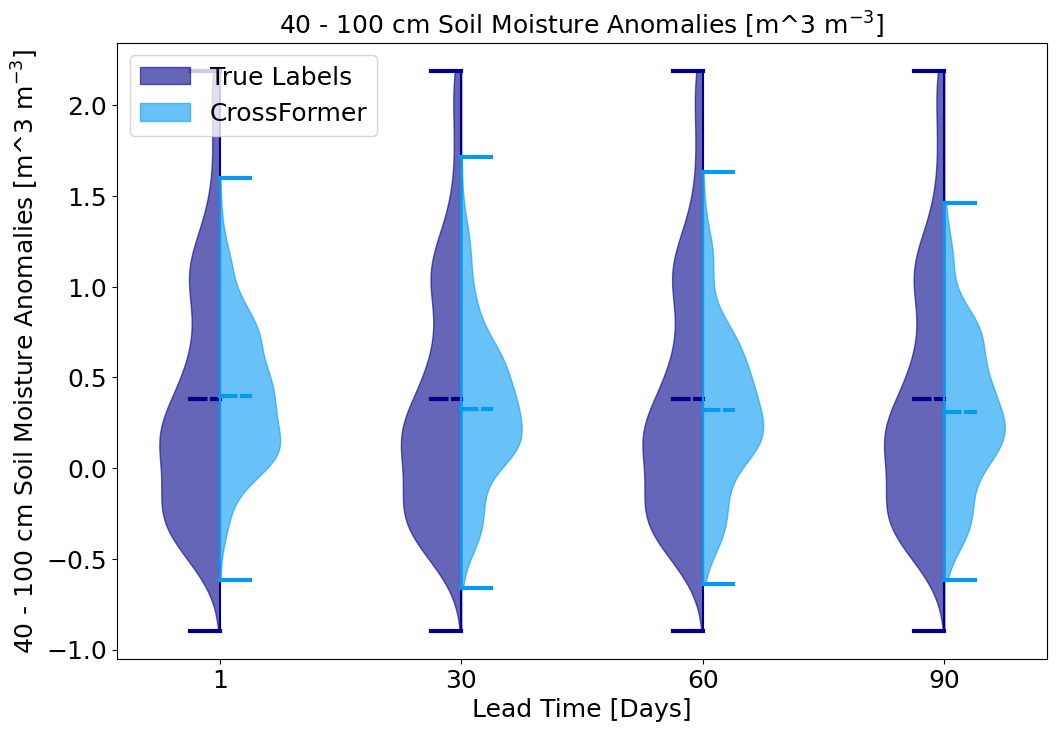 40 - 100 cm Soil Moisture Anomalies [m^3 m⁻³]
True Labels
CrossFormer
40 - 100 cm Soil Moisture Anomalies [m^3 m⁻³]
2.0
1.5
1.0
0.5
0.0
−0.5
−1.0
1 30 60 90
Lead Time [Days]